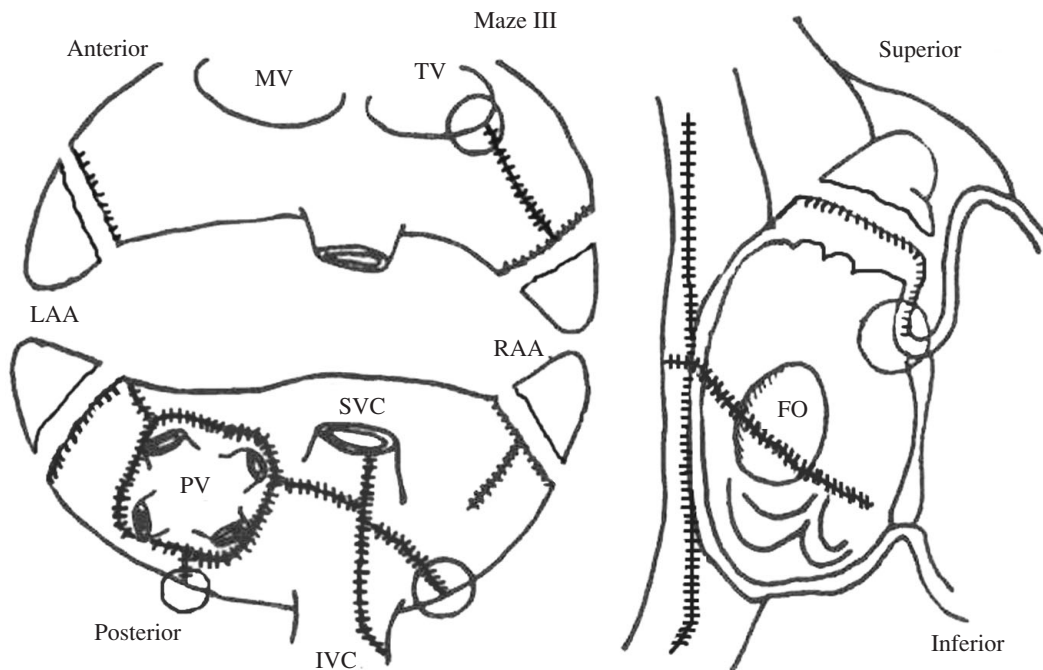 Maze III
Anterior
Superior
MV
TV
LAA
RAA
SVC
FO
PV
Posterior
IVC
Inferior